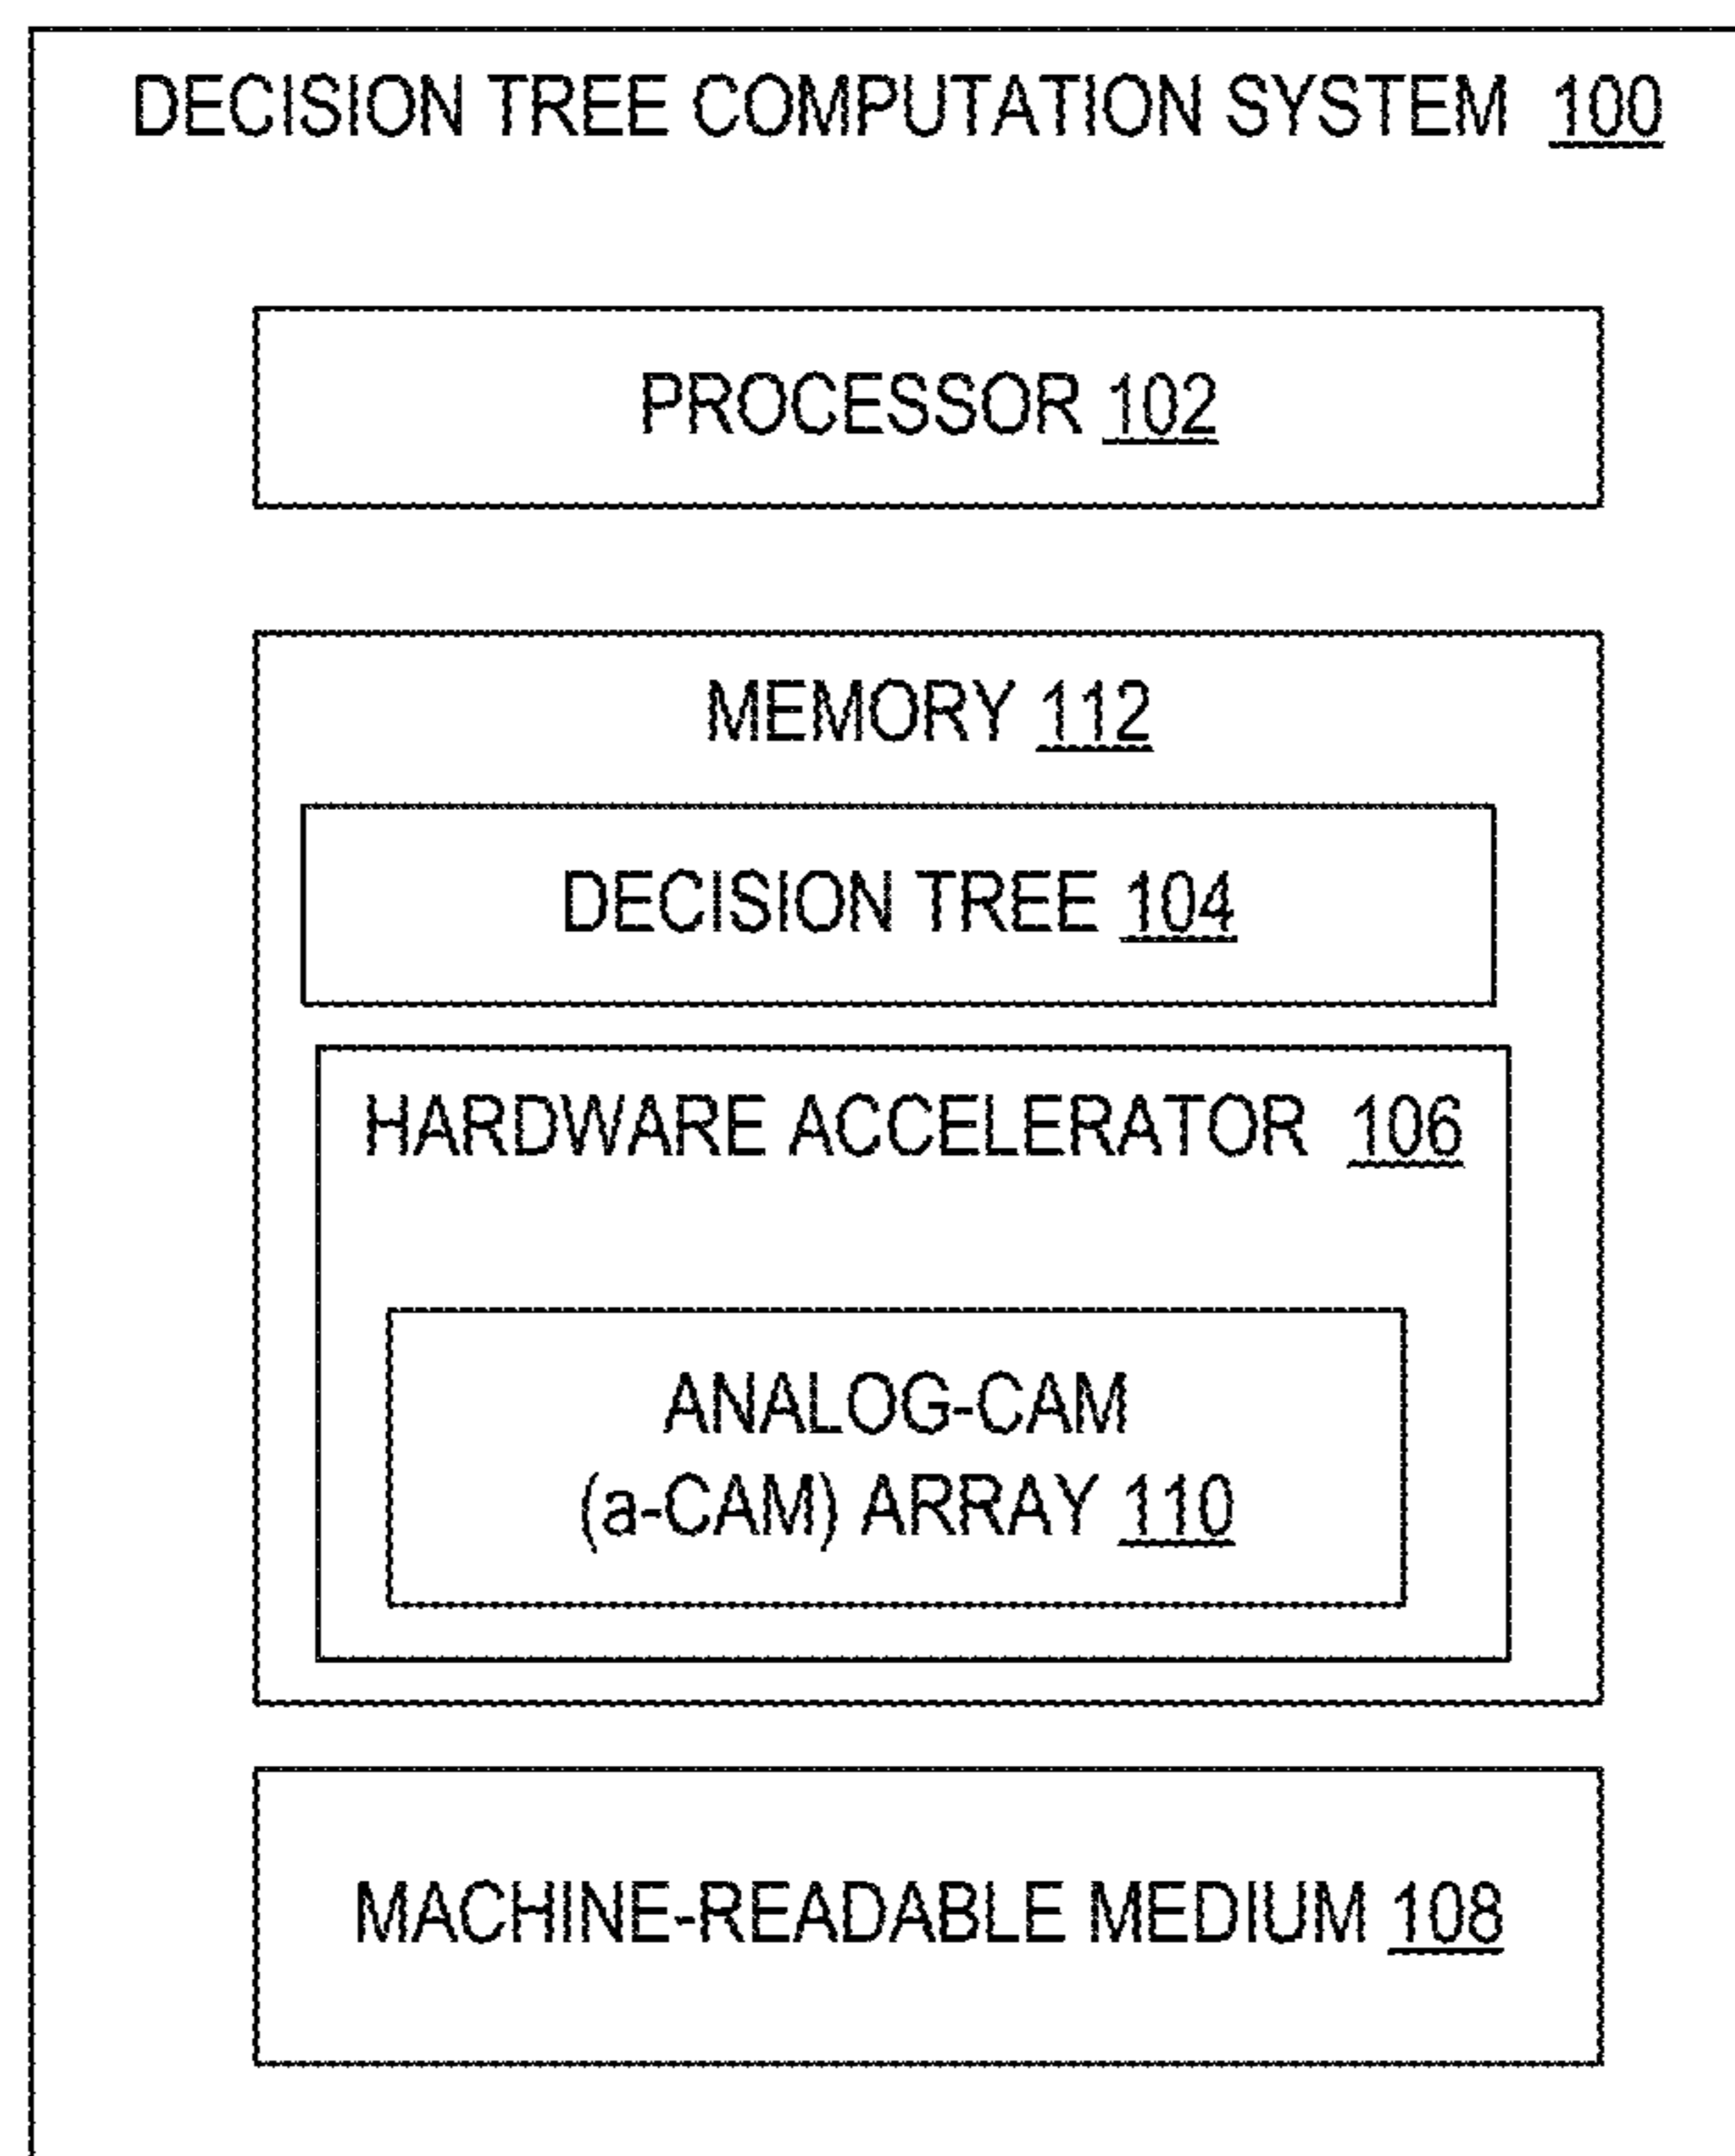 DECISION TREE COMPUTATION SYSTEM 100
PROCESSOR 102
MEMORY 112
DECISION TREE 104
HARDWARE ACCELERATOR 106
ANALOG-CAM
(a-CAM) ARRAY 110
MACHINE-READABLE MEDIUM 108